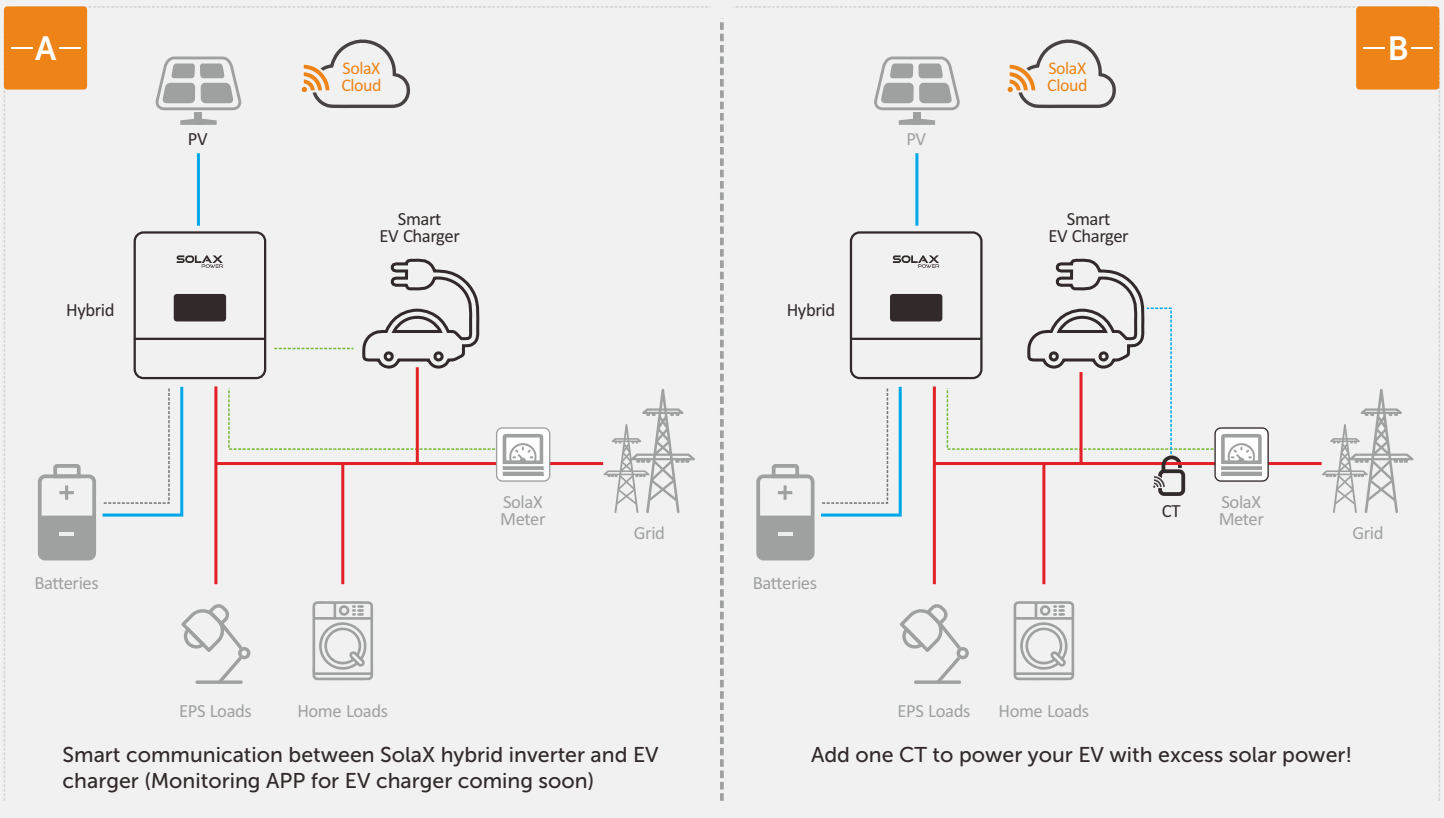 A
SolaX
Cloud
PV
Smart
EV Charger
SOLAX
POWER
Hybrid
SolaX
Meter
Grid
Batteries
EPS Loads
Home Loads
Smart communication between SolaX hybrid inverter and EV
charger (Monitoring APP for EV charger coming soon)
B
SolaX
Cloud
PV
Smart
EV Charger
SOLAX
POWER
Hybrid
CT
SolaX
Meter
Grid
Batteries
EPS Loads
Home Loads
Add one CT to power your EV with excess solar power!